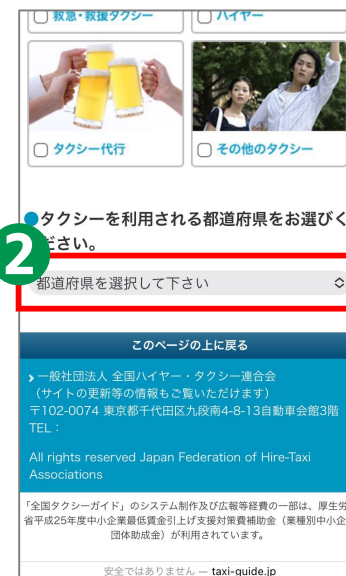 救急・救援タクシー
ハイヤー
タクシー代行
その他のタクシー
●タクシーを利用される都道府県をお選びく
ださい。
2
都道府県を選択して下さい
このページの上に戻る
一般社団法人 全国ハイヤー・タクシー連合会
（サイトの更新等の情報もご覧いただけます）
〒102-0074 東京都千代田区九段南4-8-13自動車会館3階
TEL：
All rights reserved Japan Federation of Hire-Taxi
Associations
「全国タクシーガイド」のシステム制作及び広報等経費の一部は、厚生労
省平成25年度中小企業最低賃金引上げ支援対策費補助金（業種別中小企
団体助成金）が利用されています。
安全ではありません — taxi-guide.jp